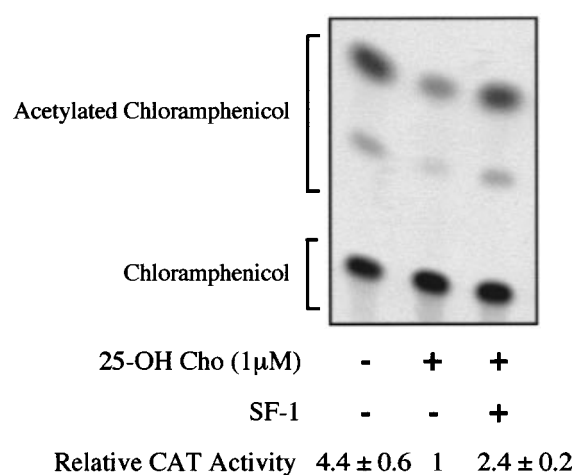 Acetylated Chloramphenicol
Chloramphenicol
25-OH Cho (1μM) - + +
SF-1 - - +
Relative CAT Activity 4.4 ± 0.6 1 2.4 ± 0.2